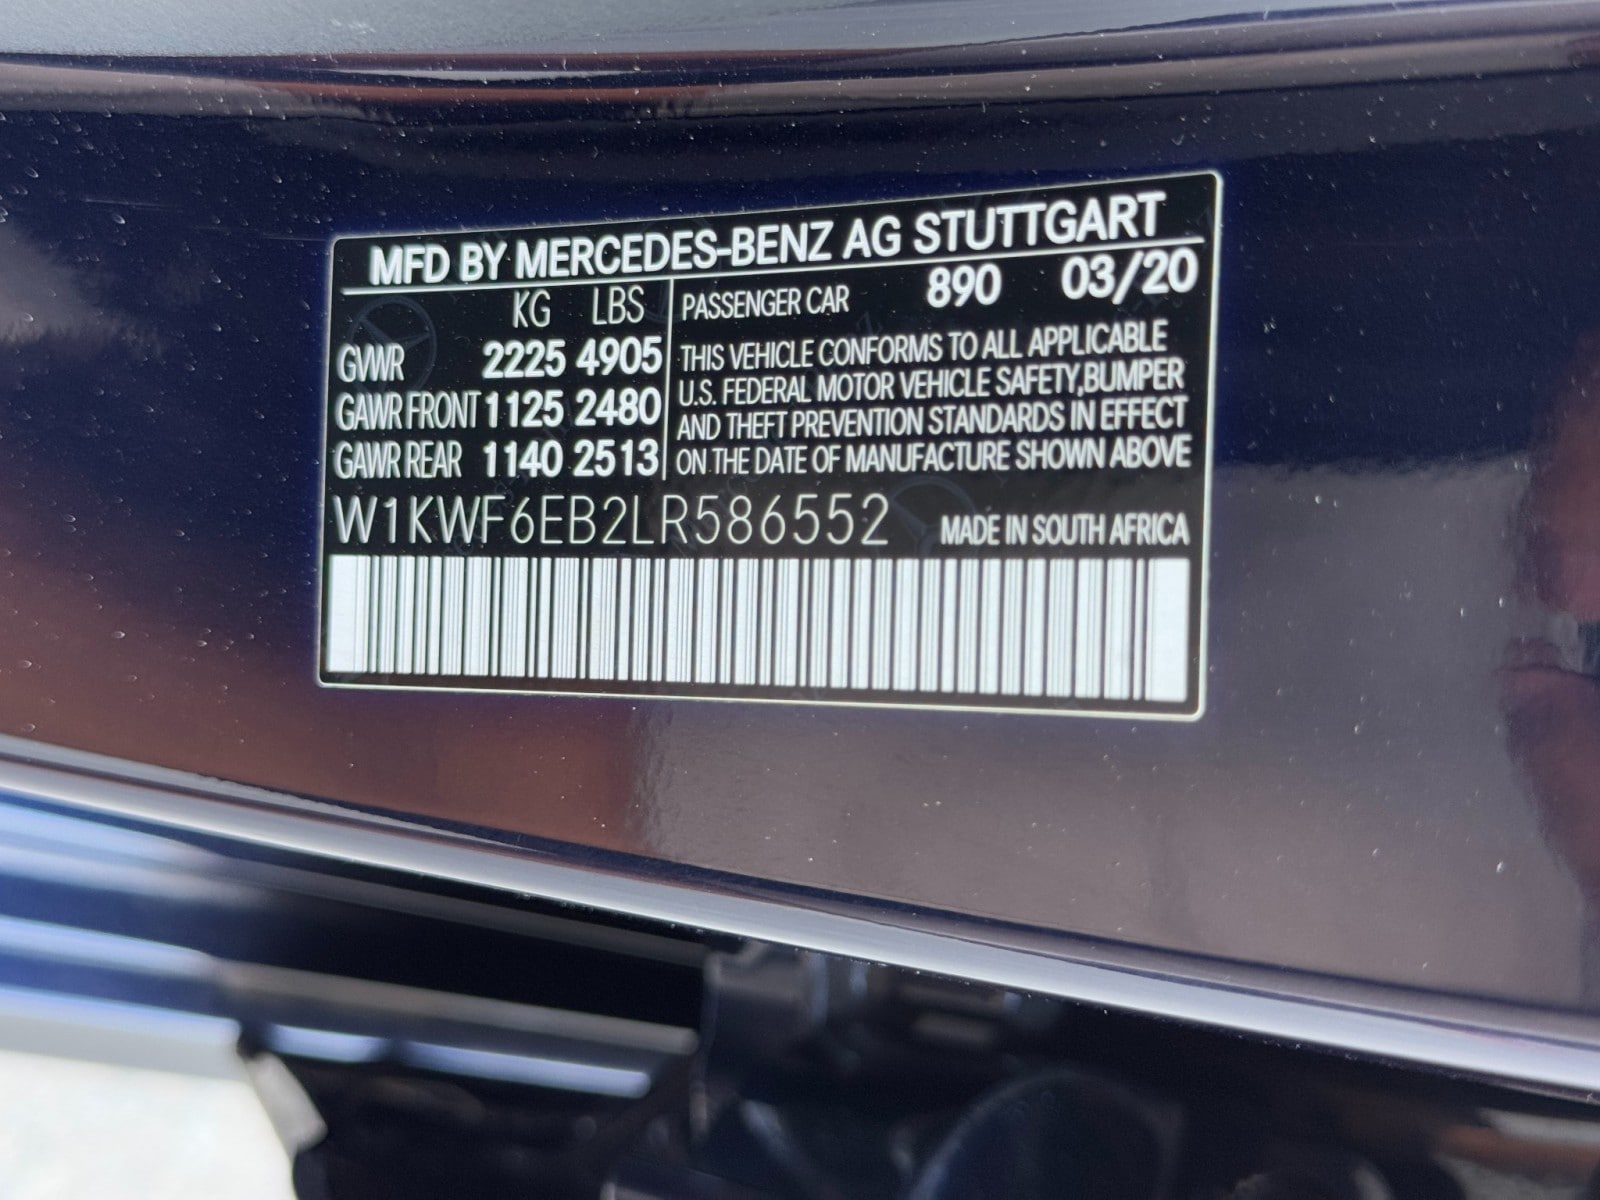 MFD BY MERCEDES-BENZ AG STUTTGART
KG LBS
GVWR 2225 4905
GAWR FRONT 1125 2480
GAWR REAR 1140 2513
PASSENGER CAR 890 03/20
THIS VEHICLE CONFORMS TO ALL APPLICABLE
U.S. FEDERAL MOTOR VEHICLE SAFETY,BUMPER
AND THEFT PREVENTION STANDARDS IN EFFECT
ON THE DATE OF MANUFACTURE SHOWN ABOVE
W1KWF6EB2LR586552 MADE IN SOUTH AFRICA